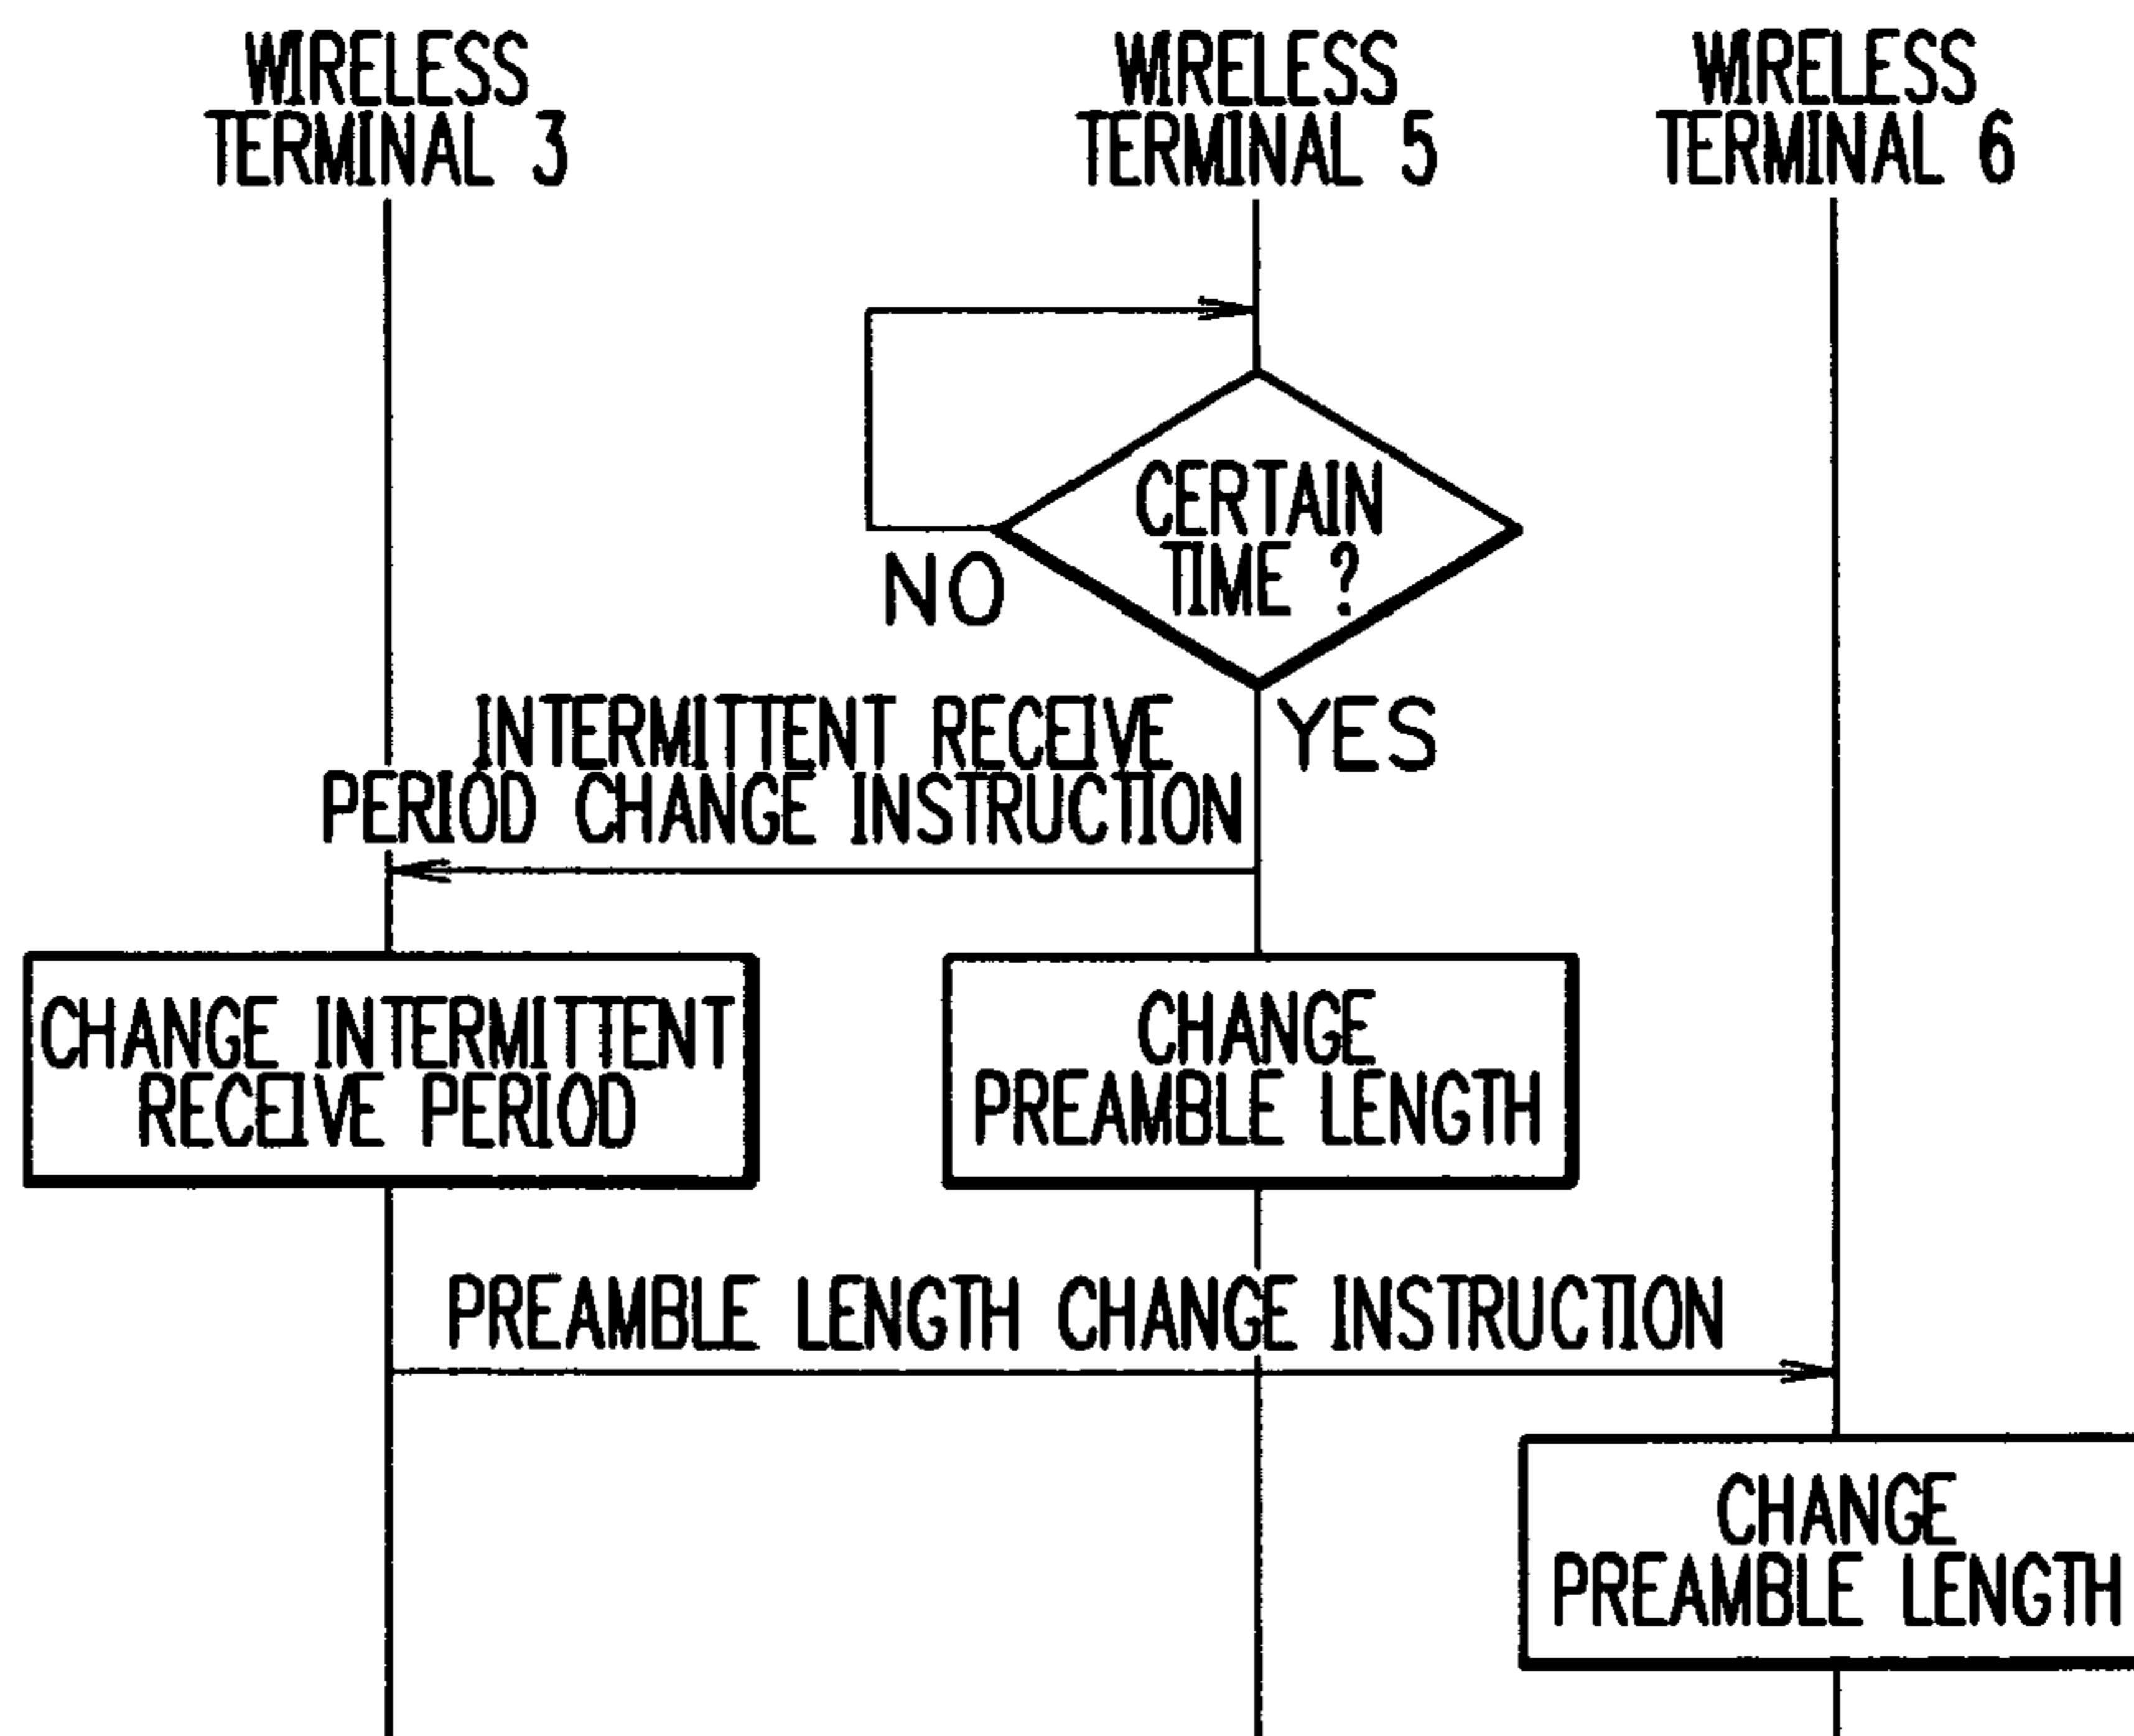 WIRELESS
TERMINAL 3
WIRELESS
TERMINAL 5
WIRELESS
TERMINAL 6
CERTAIN
TIME ?
NO
YES
INTERMITTENT RECEIVE
PERIOD CHANGE INSTRUCTION
CHANGE INTERMITTENT
RECEIVE PERIOD
CHANGE
PREAMBLE LENGTH
PREAMBLE LENGTH CHANGE INSTRUCTION
CHANGE
PREAMBLE LENGTH